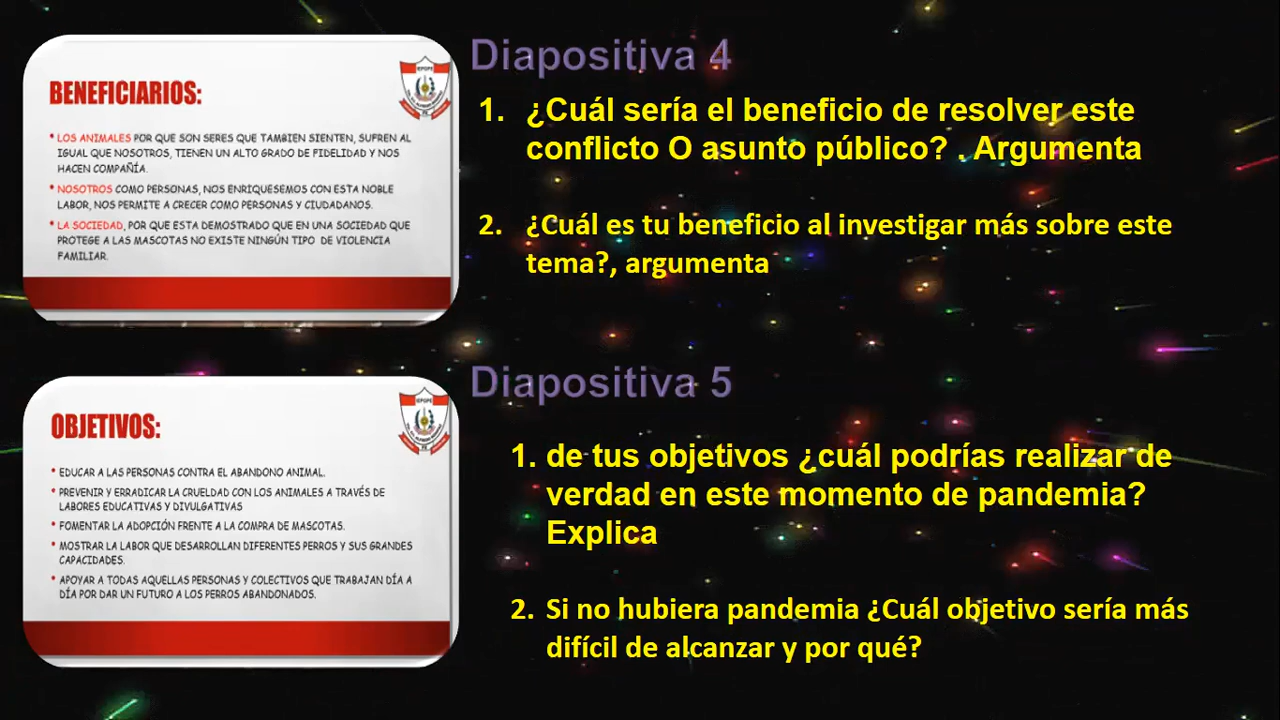 BENEFICIARIOS:
• LOS ANIMALES POR QUE SON SERES QUE TAMBIEN SIENTEN, SUFREN AL
IGUAL QUE NOSOTROS, TIENEN UN ALTO GRADO DE FIDELIDAD Y NOS
HACEN COMPAÑÍA.
• NOSOTROS COMO PERSONAS, NOS ENRIQUESEMOS CON ESTA NOBLE
LABOR, NOS PERMITE A CRECER COMO PERSONAS Y CIUDADANOS.
• LA SOCIEDAD, POR QUE ESTA DEMOSTRADO QUE EN UNA SOCIEDAD QUE
PROTEGE A LAS MASCOTAS NO EXISTE NINGÚN TIPO DE VIOLENCIA
FAMILIAR.
Diapositiva 4
1. ¿Cuál sería el beneficio de resolver este
conflicto O asunto público? . Argumenta
2. ¿Cuál es tu beneficio al investigar más sobre este
tema?, argumenta
OBJETIVOS:
• EDUCAR A LAS PERSONAS CONTRA EL ABANDONO ANIMAL.
• PREVENIR Y ERRADICAR LA CRUELDAD CON LOS ANIMALES A TRAVÉS DE
LABORES EDUCATIVAS Y DIVULGATIVAS
• FOMENTAR LA ADOPCIÓN FRENTE A LA COMPRA DE MASCOTAS.
• MOSTRAR LA LABOR QUE DESARROLLAN DIFERENTES PERROS Y SUS GRANDES
CAPACIDADES.
• APOYAR A TODAS AQUELLAS PERSONAS Y COLECTIVOS QUE TRABAJAN DÍA A
DÍA POR DAR UN FUTURO A LOS PERROS ABANDONADOS.
Diapositiva 5
1. de tus objetivos ¿cuál podrías realizar de
verdad en este momento de pandemia?
Explica
2. Si no hubiera pandemia ¿Cuál objetivo sería más
difícil de alcanzar y por qué?